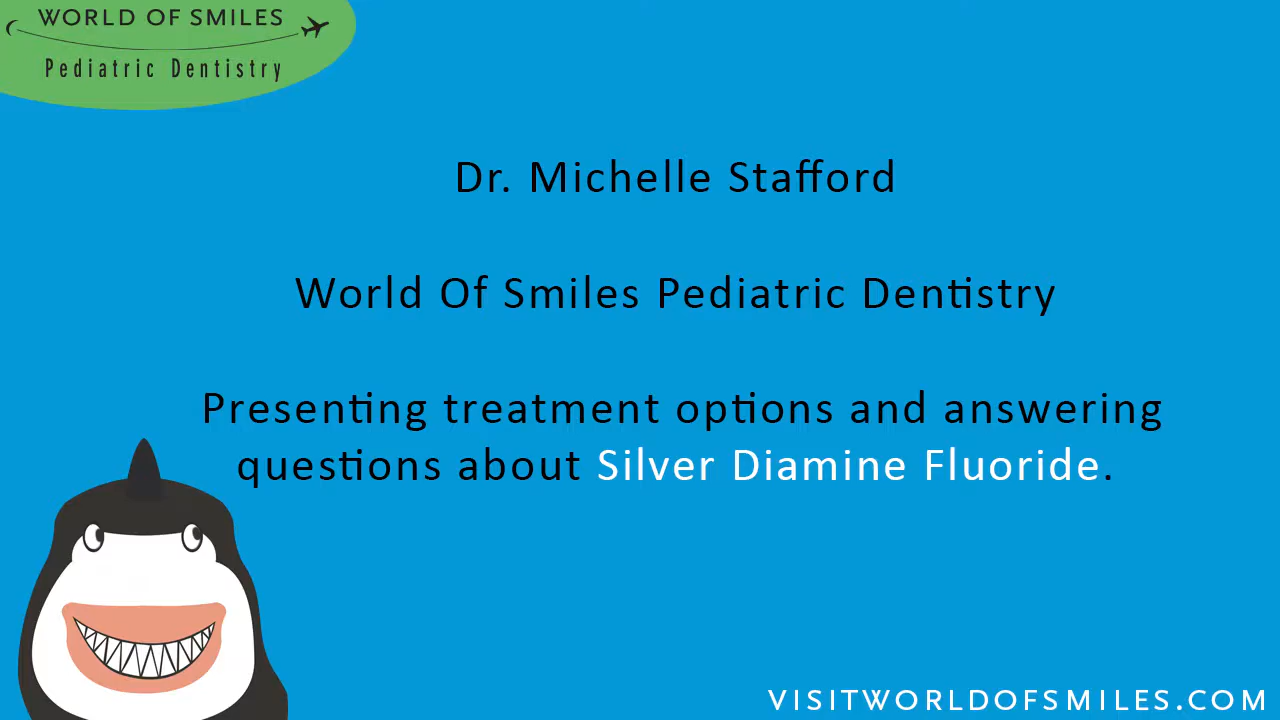 WORLD OF SMILES
Pediatric Dentistry
Dr. Michelle Stafford
World Of Smiles Pediatric Dentistry
Presenting treatment options and answering
questions about Silver Diamine Fluoride.
VISITWORLDOFSMILES.COM